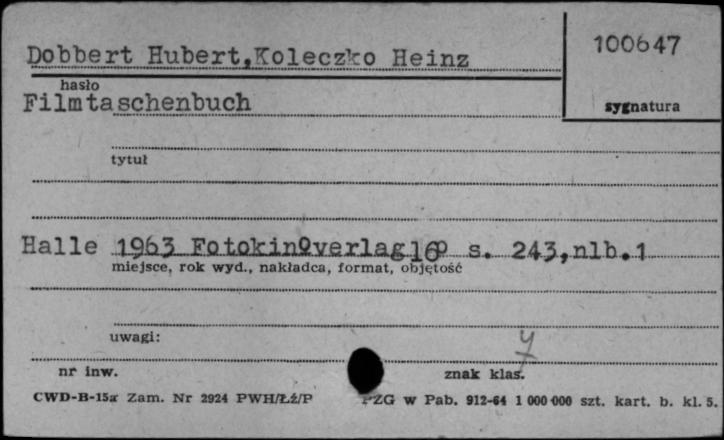 Dobbert Hubert,Koleczko Heinz
100647
hasło
Filmtaschenbuch
sygnatura
tytuł
Halle 1963 Fotokinoverlag 16° s. 243,nlb.1
miejsce, rok wyd., nakładca, format, objętość
uwagi:
y
nr inw.
znak klas.
CWD-B-15a Zam. Nr 2924 PWH/Łź/P
PZG w Pab. 912-64 1 000 000 szt. kart. b. kl. 5.